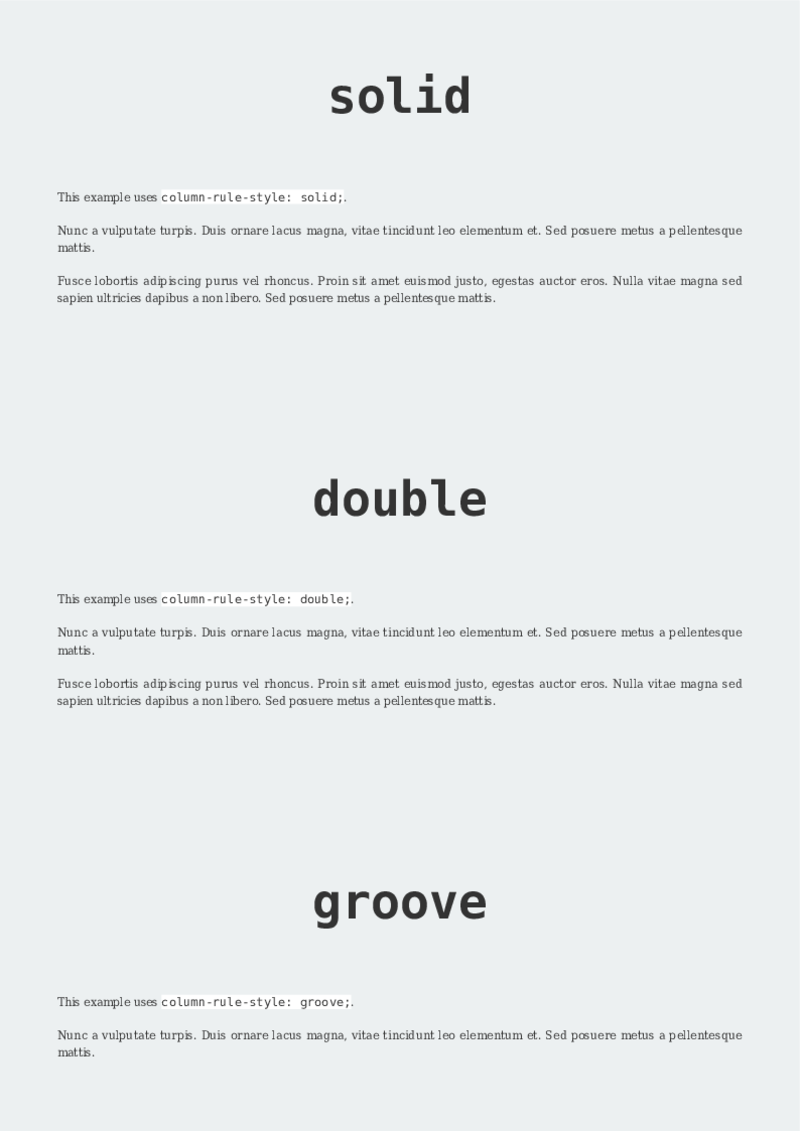 solid
This example uses column-rule-style: solid;.
Nunc a vulputate turpis. Duis ornare lacus magna, vitae tincidunt leo elementum et. Sed posuere metus a pellentesque
mattis.
Fusce lobortis adipiscing purus vel rhoncus. Proin sit amet euismod justo, egestas auctor eros. Nulla vitae magna sed
sapien ultricies dapibus a non libero. Sed posuere metus a pellentesque mattis.
double
This example uses column-rule-style: double;.
Nunc a vulputate turpis. Duis ornare lacus magna, vitae tincidunt leo elementum et. Sed posuere metus a pellentesque
mattis.
Fusce lobortis adipiscing purus vel rhoncus. Proin sit amet euismod justo, egestas auctor eros. Nulla vitae magna sed
sapien ultricies dapibus a non libero. Sed posuere metus a pellentesque mattis.
groove
This example uses column-rule-style: groove;.
Nunc a vulputate turpis. Duis ornare lacus magna, vitae tincidunt leo elementum et. Sed posuere metus a pellentesque
mattis.